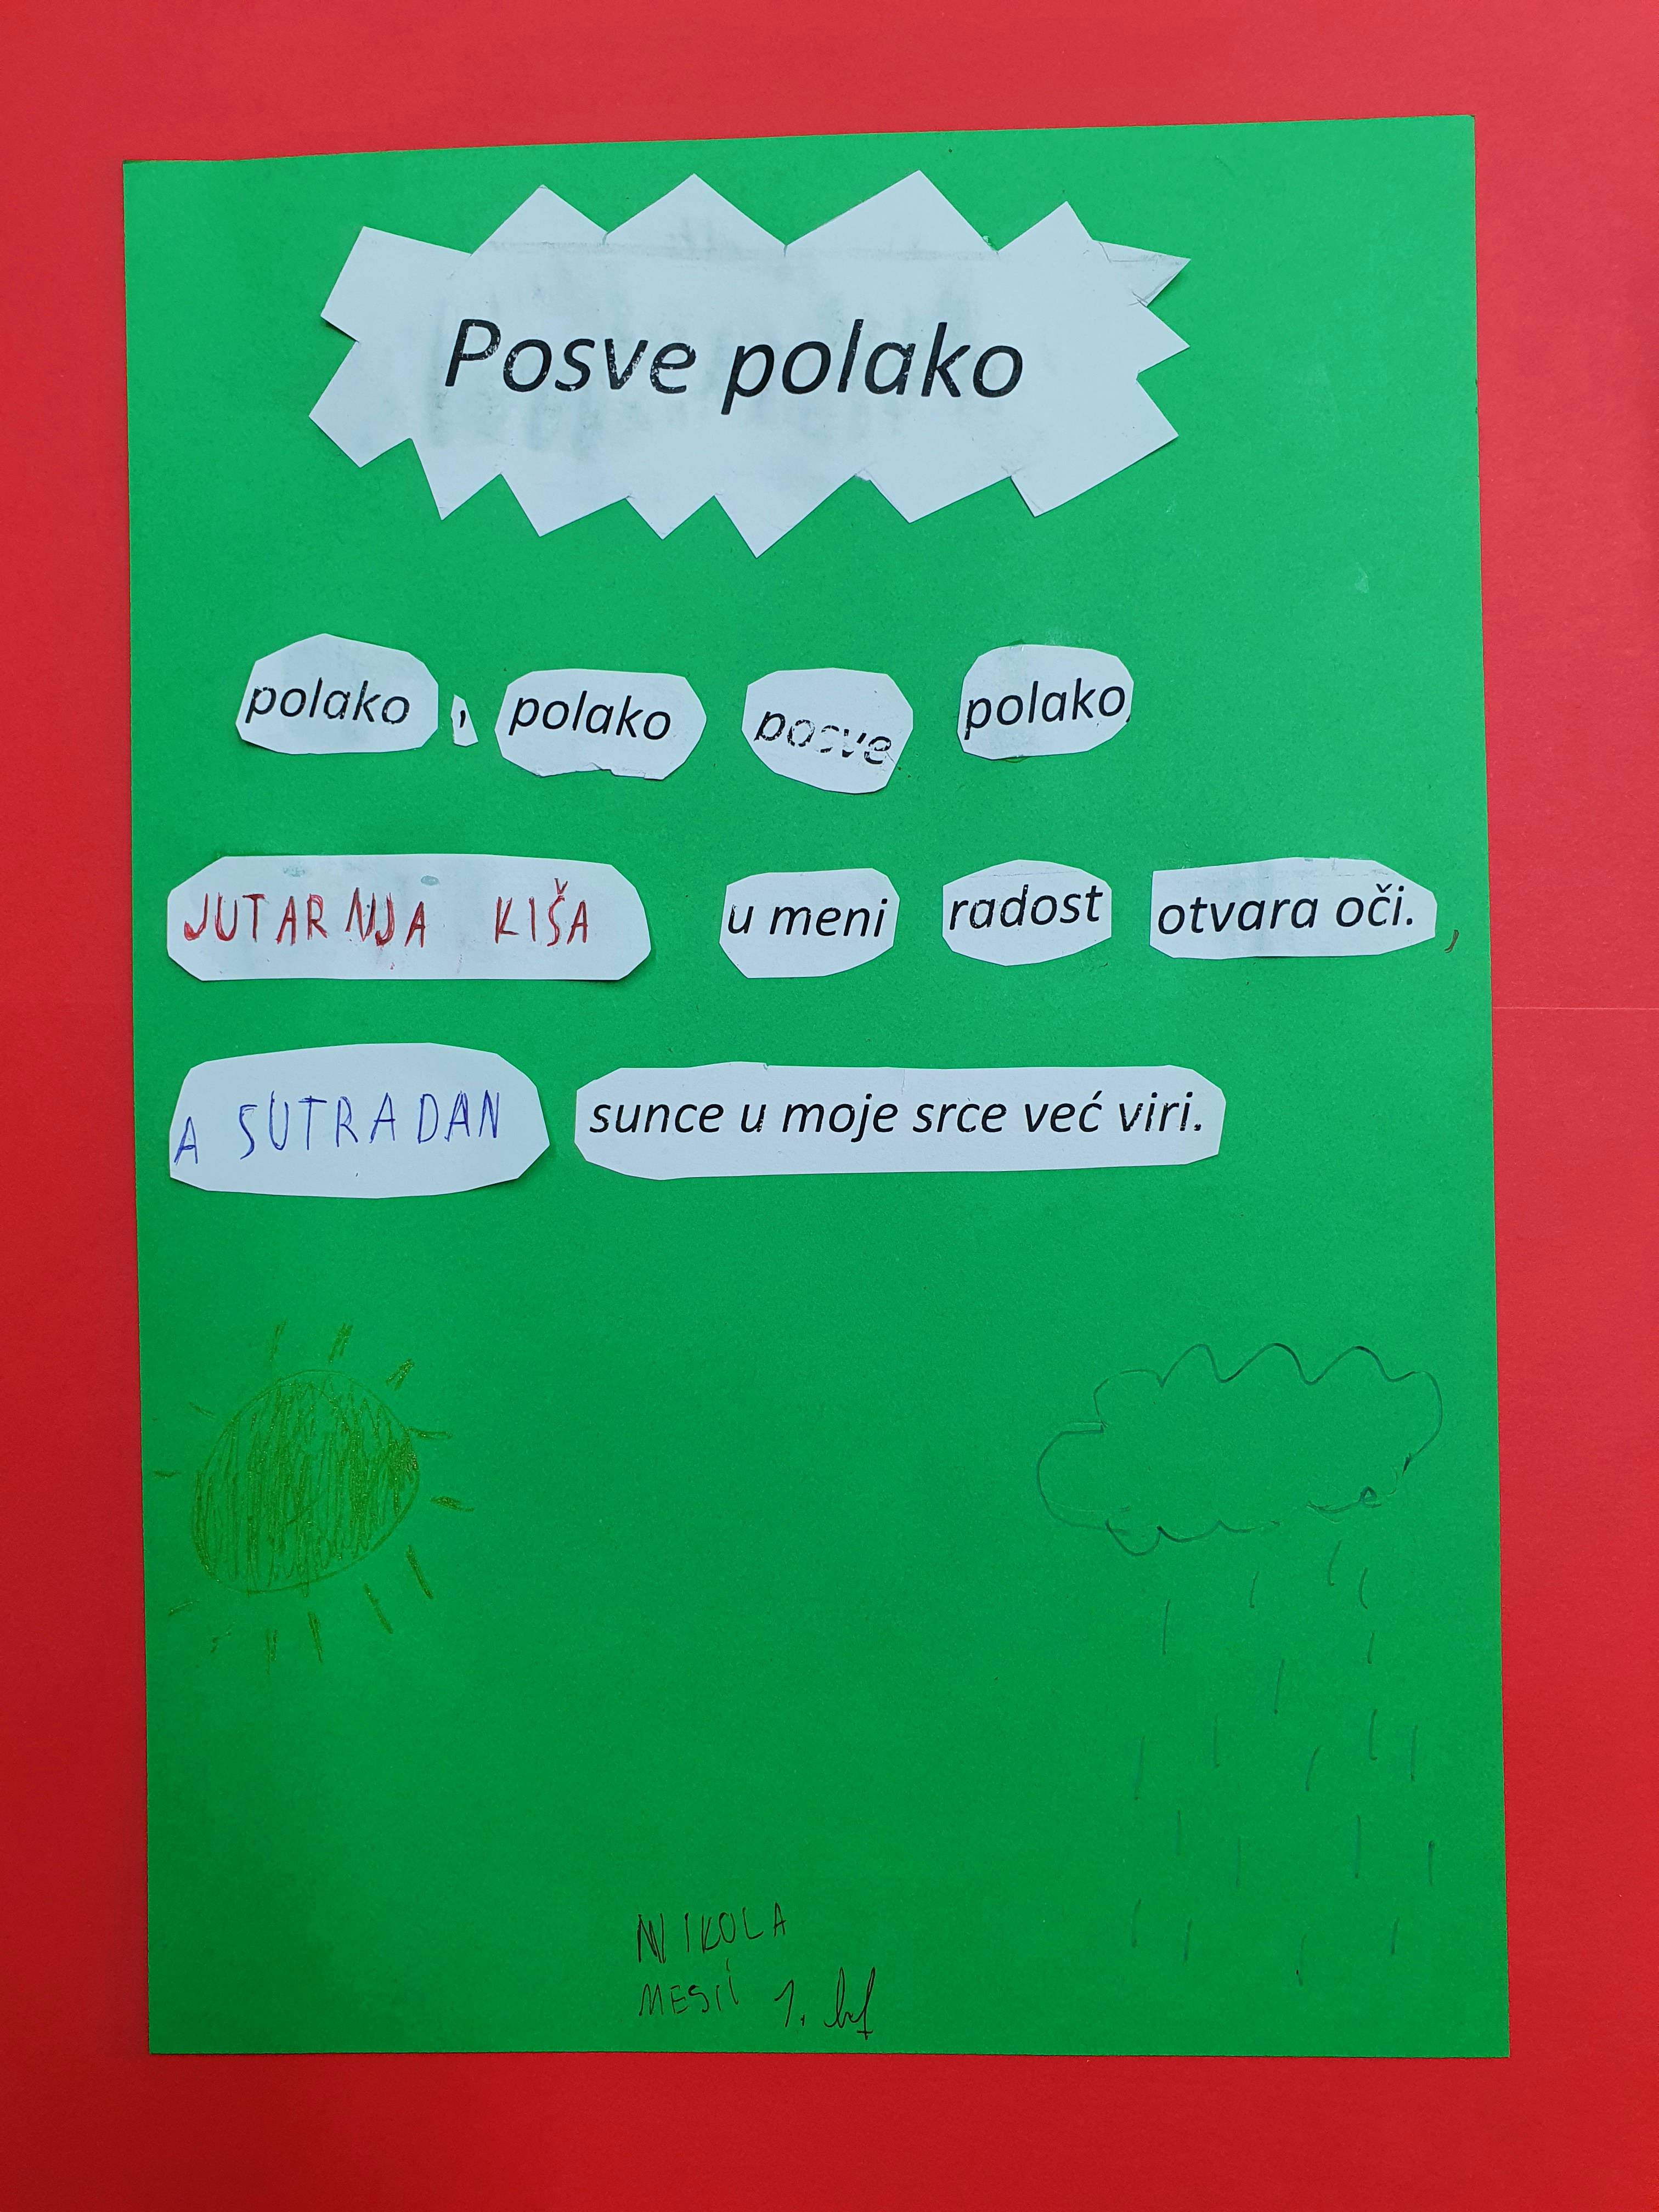 Posve polako
polako , polako posve polako
JUTARNJA KIŠA u meni radost otvara oči. ,
A SUTRADAN sunce u moje srce već viri.
NIKOLA
1.